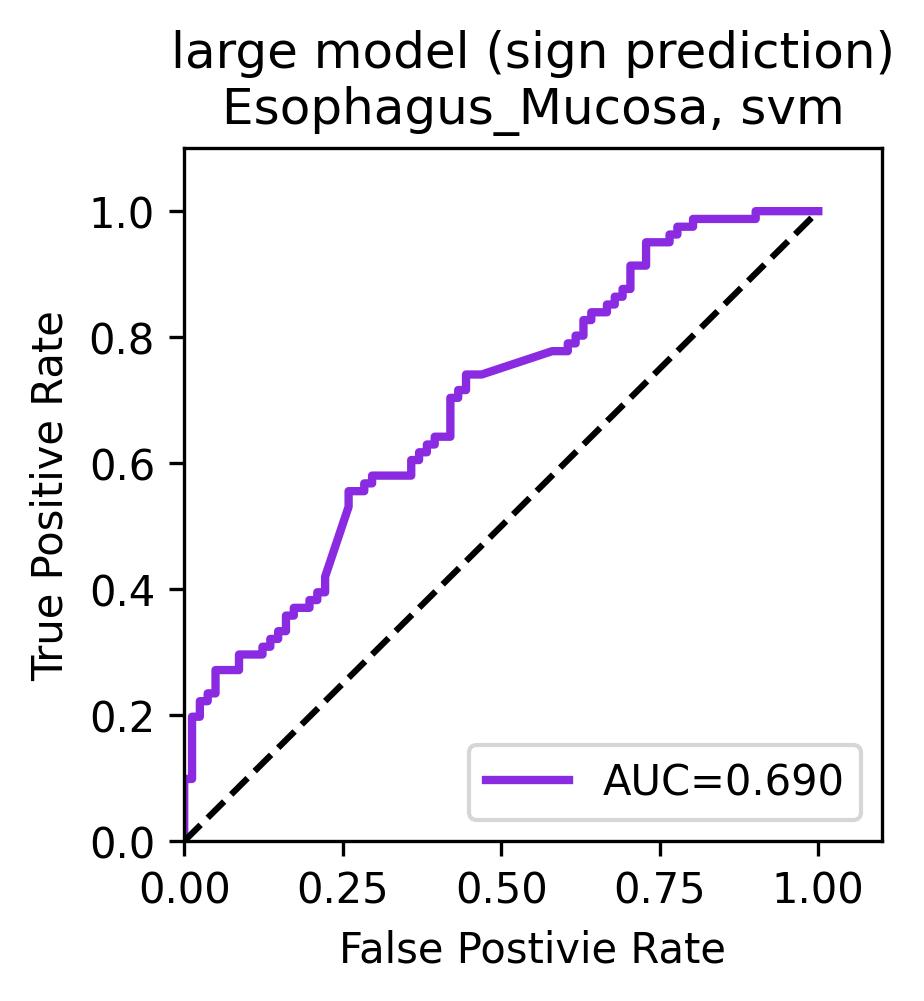 large model (sign prediction)
Esophagus_Mucosa, svm
True Positive Rate
1.0
0.8
0.6
0.4
0.2
0.0
AUC=0.690
0.00 0.25 0.50 0.75 1.00
False Postivie Rate